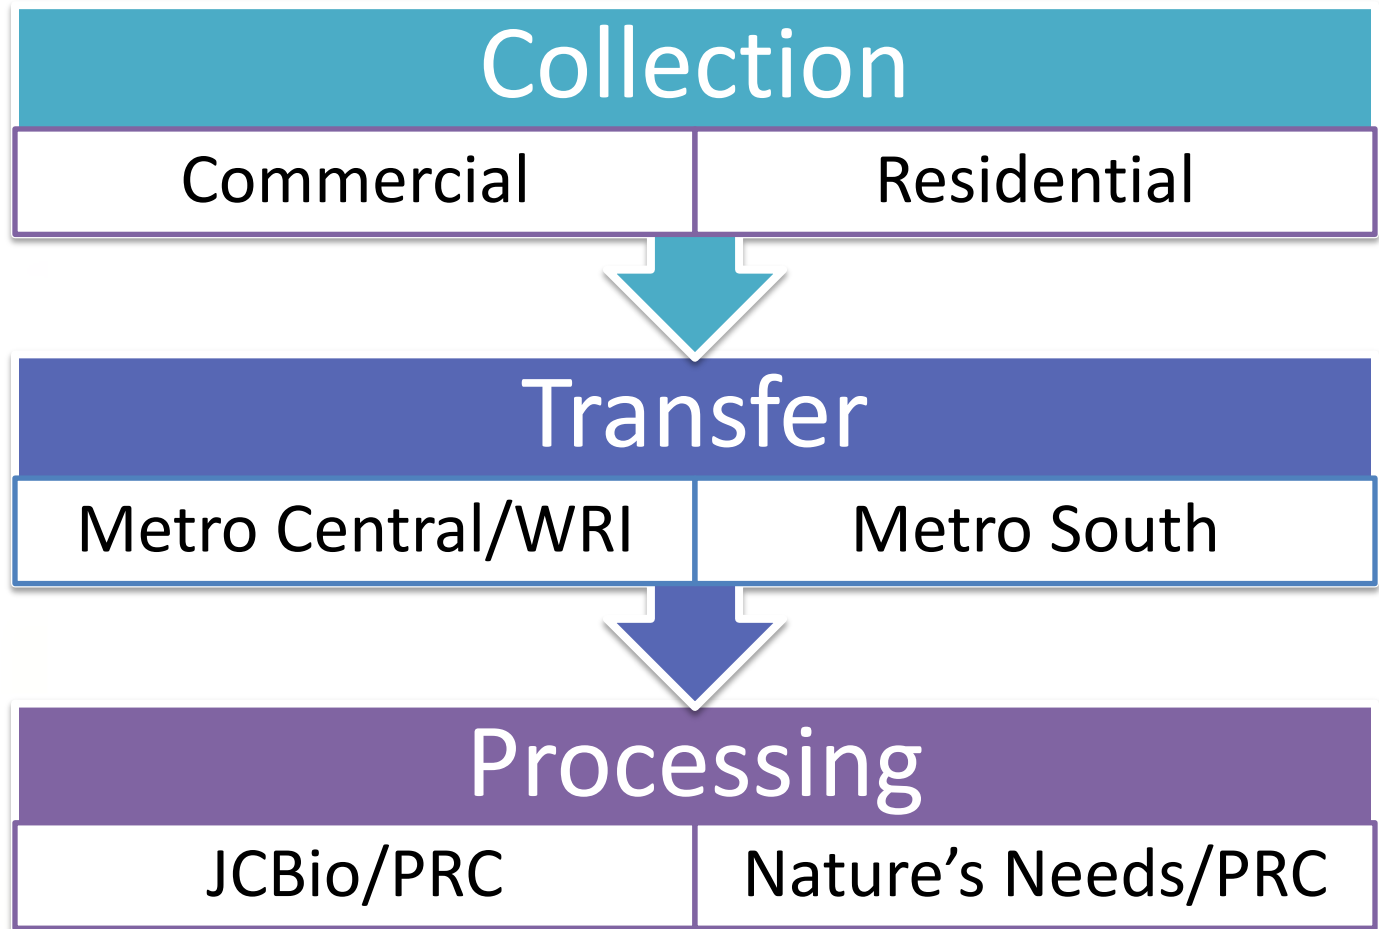 Collection
Commercial
Residential
Transfer
Metro Central/WRI
Metro South
Processing
JCBio/PRC
Nature’s Needs/PRC